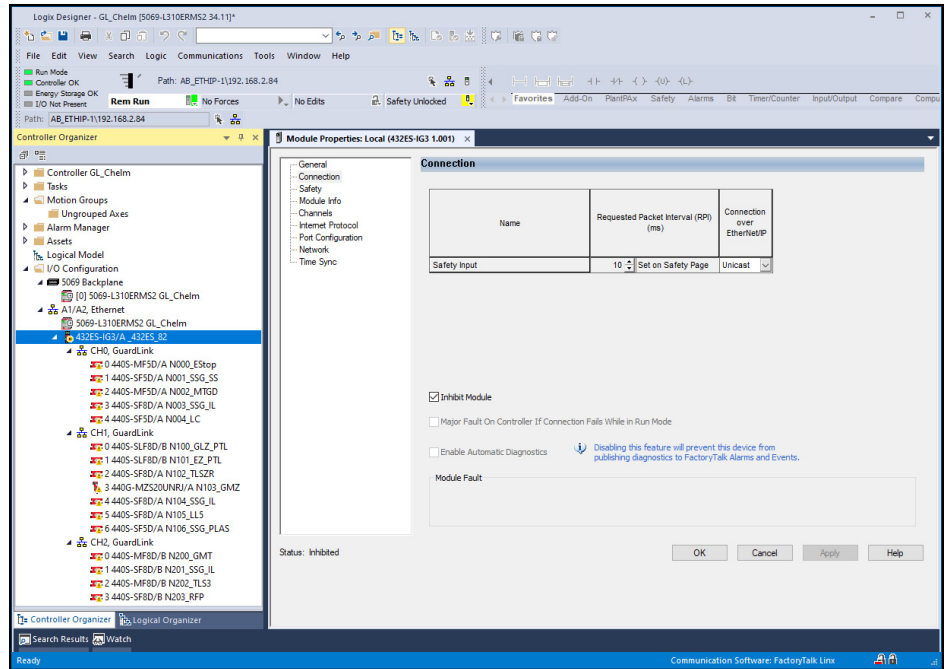 Logix Designer - GL_Chelm [5069-L310ERMS2 34.11]*
File Edit View Search Logic Communications Tools Window Help
Run Mode
Controller OK
Energy Storage OK
I/O Not Present
Path: AB_ETHIP-1\192.168.2.84
Rem Run
No Forces
No Edits
Safety Unlocked
Favorites Add-On PlantPAx Safety Alarms Bit Timer/Counter Input/Output Compare Compu
Path: AB_ETHIP-1\192.168.2.84
Controller Organizer
Controller GL_Chelm
Tasks
Motion Groups
Ungrouped Axes
Alarm Manager
Assets
Logical Model
I/O Configuration
5069 Backplane
[0] 5069-L310ERMS2 GL_Chelm
A1/A2, Ethernet
5069-L310ERMS2 GL_Chelm
432ES-IG3/A _432ES_82
CH0, GuardLink
0 440S-MF5D/A N000_EStop
1 440S-SF5D/A N001_SSG_SS
2 440S-MF5D/A N002_MTGD
3 440S-SF8D/A N003_SSG_IL
4 440S-SF5D/A N004_LC
CH1, GuardLink
0 440S-SLF8D/B N100_GLZ_PTL
1 440S-SLF8D/B N101_EZ_PTL
2 440S-SF8D/A N102_TLSZR
3 440G-MZS20UNRJ/A N103_GMZ
4 440S-SF8D/A N104_SSG_IL
5 440S-SF8D/A N105_LL5
6 440S-SF5D/A N106_SSG_PLAS
CH2, GuardLink
0 440S-MF8D/B N200_GMT
1 440S-SF8D/B N201_SSG_IL
2 440S-MF8D/B N202_TLS3
3 440S-SF8D/B N203_RFP
Controller Organizer
Logical Organizer
Module Properties: Local (432ES-IG3 1.001)
General
Connection
Safety
Module Info
Channels
Internet Protocol
Port Configuration
Network
Time Sync
Connection
Name
Requested Packet Interval (RPI)
(ms)
Connection
over
EtherNet/IP
Safety Input
10
Set on Safety Page
Unicast
Inhibit Module
Major Fault On Controller If Connection Fails While in Run Mode
Enable Automatic Diagnostics
Disabling this feature will prevent this device from
publishing diagnostics to FactoryTalk Alarms and Events.
Module Fault
Status: Inhibited
OK
Cancel
Apply
Help
Search Results
Watch
Ready
Communication Software: FactoryTalk Linx